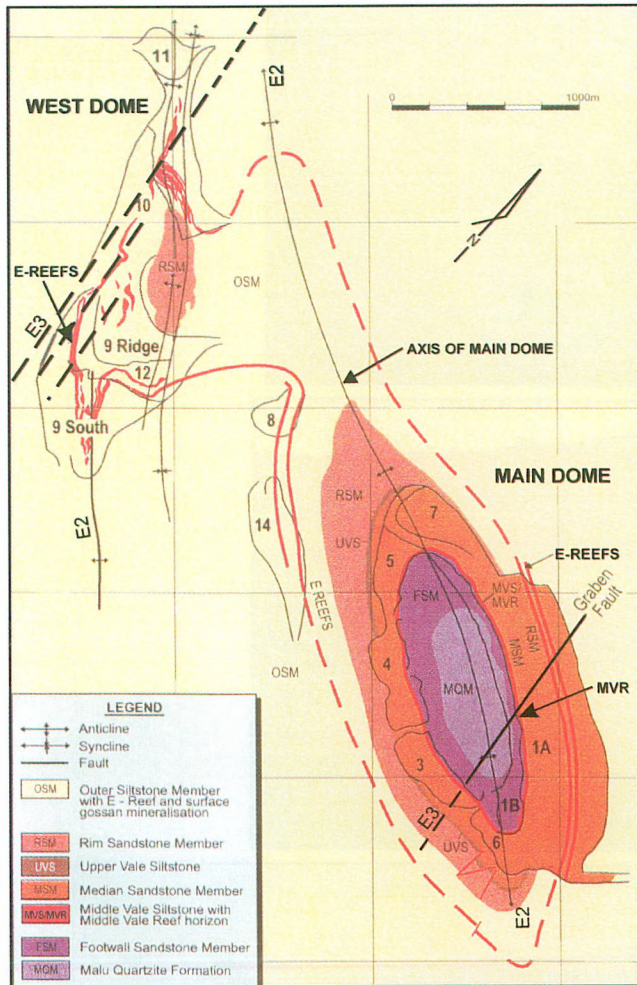 11
E2
WEST DOME
0
1000m
N
10
E-REEFS
RSM
OSM
E3
9 Ridge
12
AXIS OF MAIN DOME
8
9 South
E2
14
E REEFS
OSM
MAIN DOME
RSM
UVS
7
5
E-REEFS
Graben
Fault
FSM
MVS/
MVR
RSM
MSM
4
MQM
MVR
3
1A
1B
E3
6
UVS
E2
LEGEND
Anticline
Syncline
Fault
OSM
Outer Siltstone Member
with E - Reef and surface
gossan mineralisation
RSM
Rim Sandstone Member
UVS
Upper Vale Siltstone
MSM
Median Sandstone Member
MVS/MVR
Middle Vale Siltstone with
Middle Vale Reef horizon
FSM
Footwall Sandstone Member
MQM
Malu Quartzite Formation